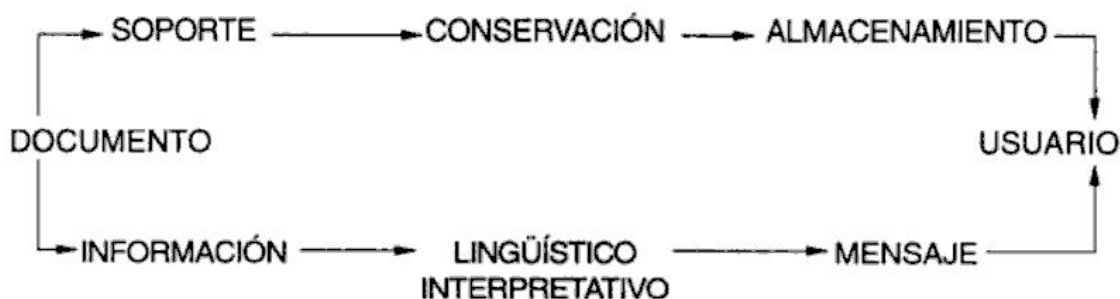 SOPORTE CONSERVACIÓN ALMACENAMIENTO
DOCUMENTO USUARIO
INFORMACIÓN LINGÜÍSTICO MENSAJE
INTERPRETATIVO